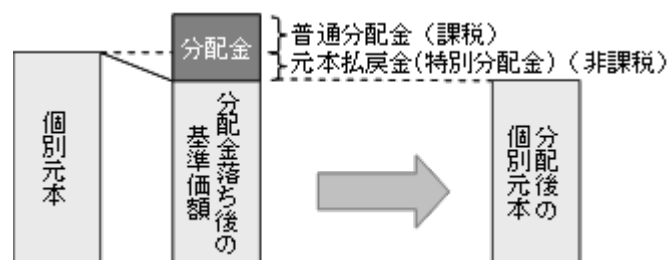 分配金
普通分配金（課税）
元本払戻金(特別分配金)（非課税）
個別元本
分配金落ち後の
基準価額
分配後の
個別元本